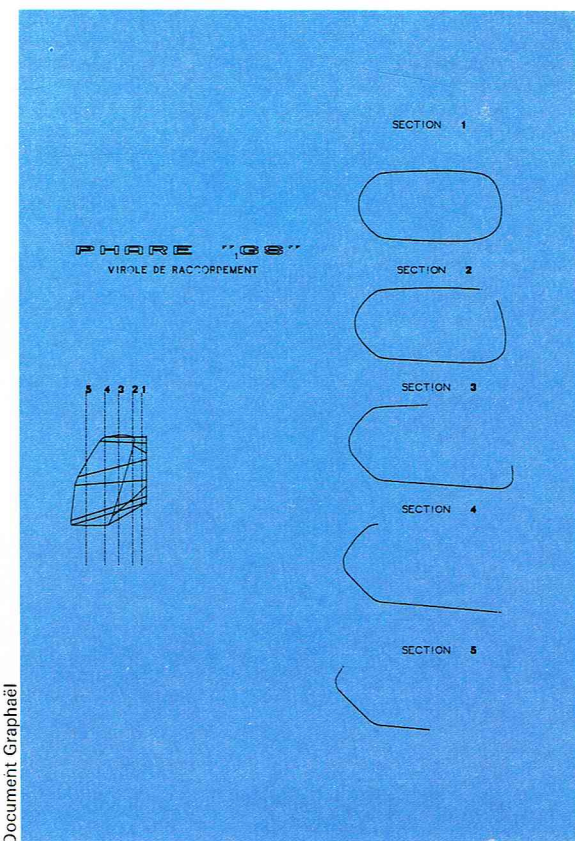 SECTION 1
PHARE "GS"
VIROLE DE RACCORPEMENT
SECTION 2
5 4 3 2 1
SECTION 3
SECTION 4
SECTION 5
Document Graphaël